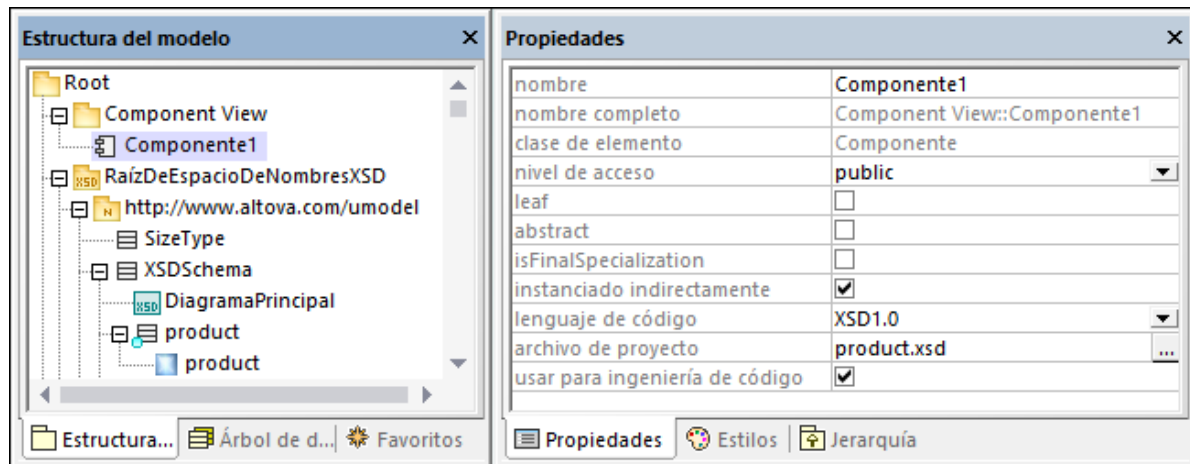 Estructura del modelo
Root
Component View
Componente1
XSD RaízDeEspacioDeNombresXSD
N http://www.altova.com/umodel
SizeType
XSDSchema
XSD DiagramaPrincipal
product
product
Estructura... Árbol de d... Favoritos
Propiedades
nombre Componente1
nombre completo Component View::Componente1
clase de elemento Componente
nivel de acceso public
leaf
abstract
isFinalSpecialization
instanciado indirectamente
lenguaje de código XSD1.0
archivo de proyecto product.xsd ...
usar para ingeniería de código
Propiedades Estilos Jerarquía